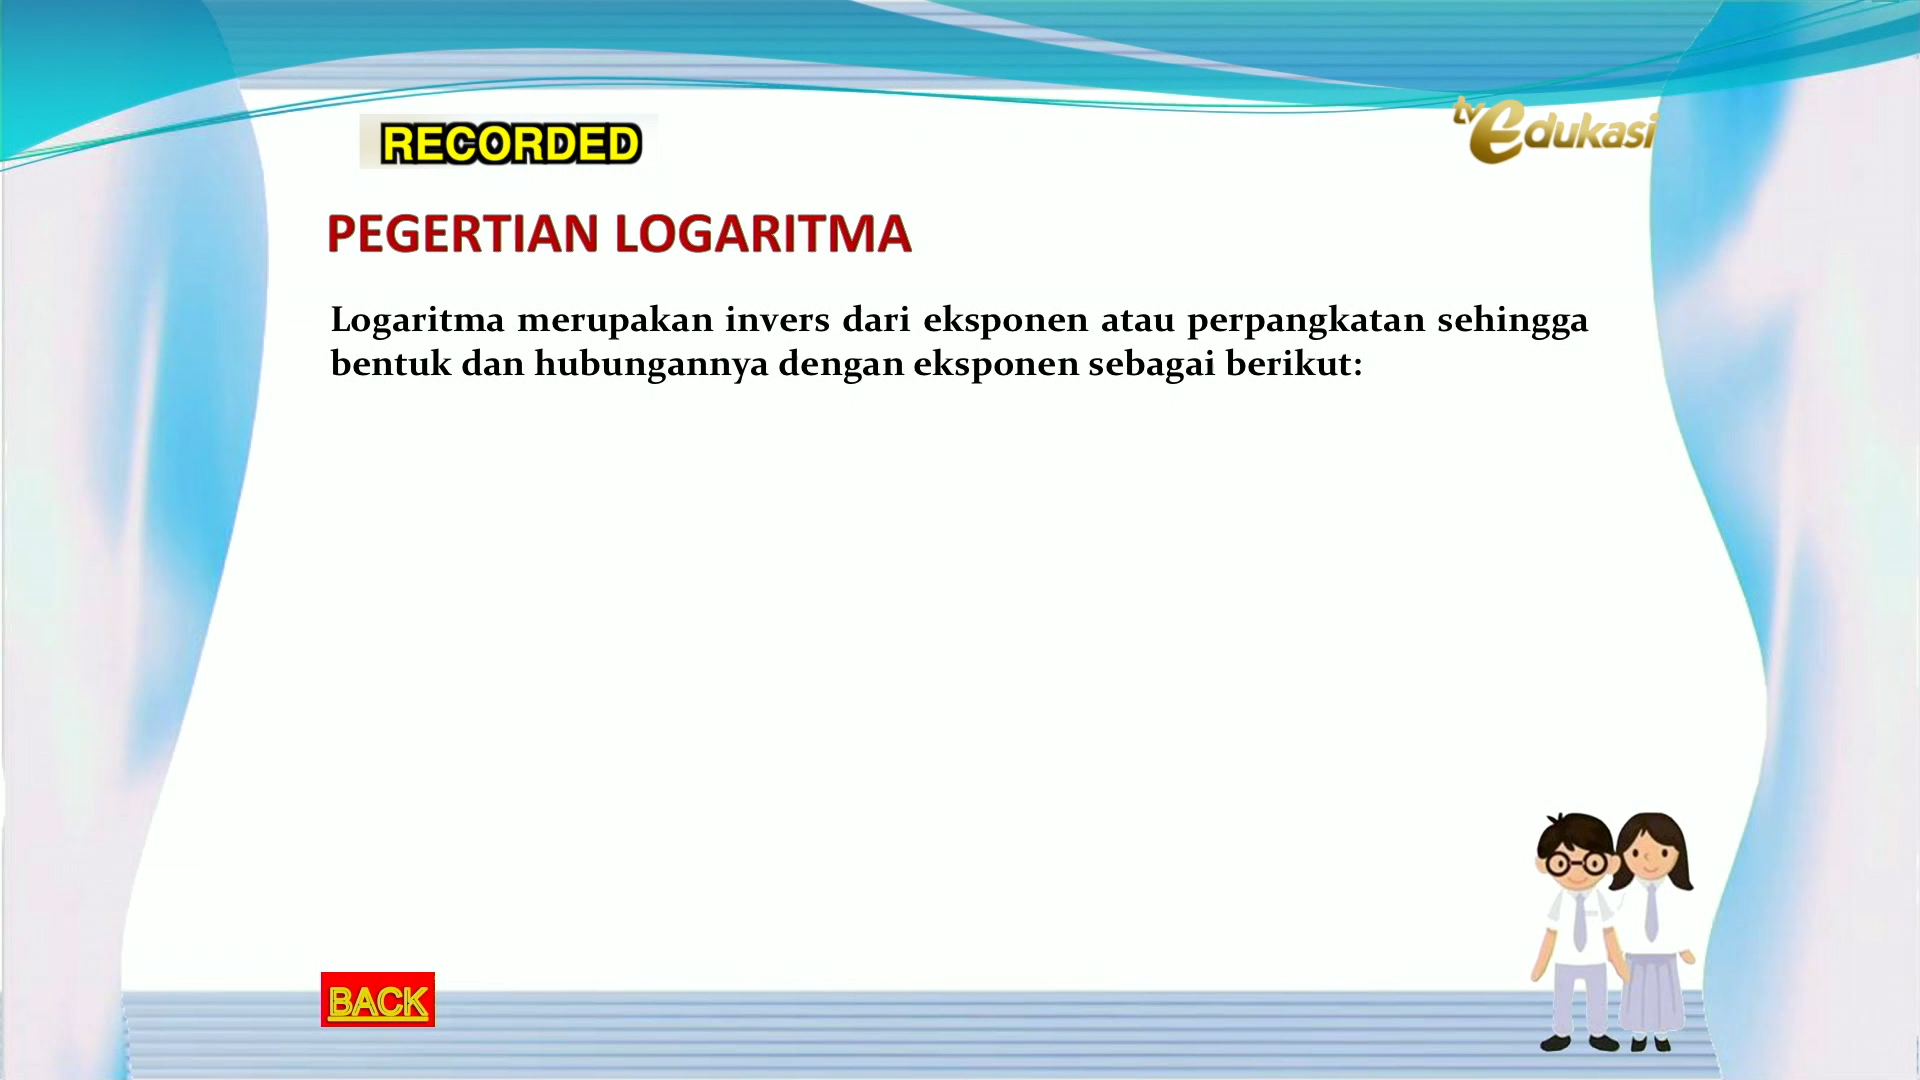 RECORDED
tv edukasi
PEGERTIAN LOGARITMA
Logaritma merupakan invers dari eksponen atau perpangkatan sehingga
bentuk dan hubungannya dengan eksponen sebagai berikut:
BACK